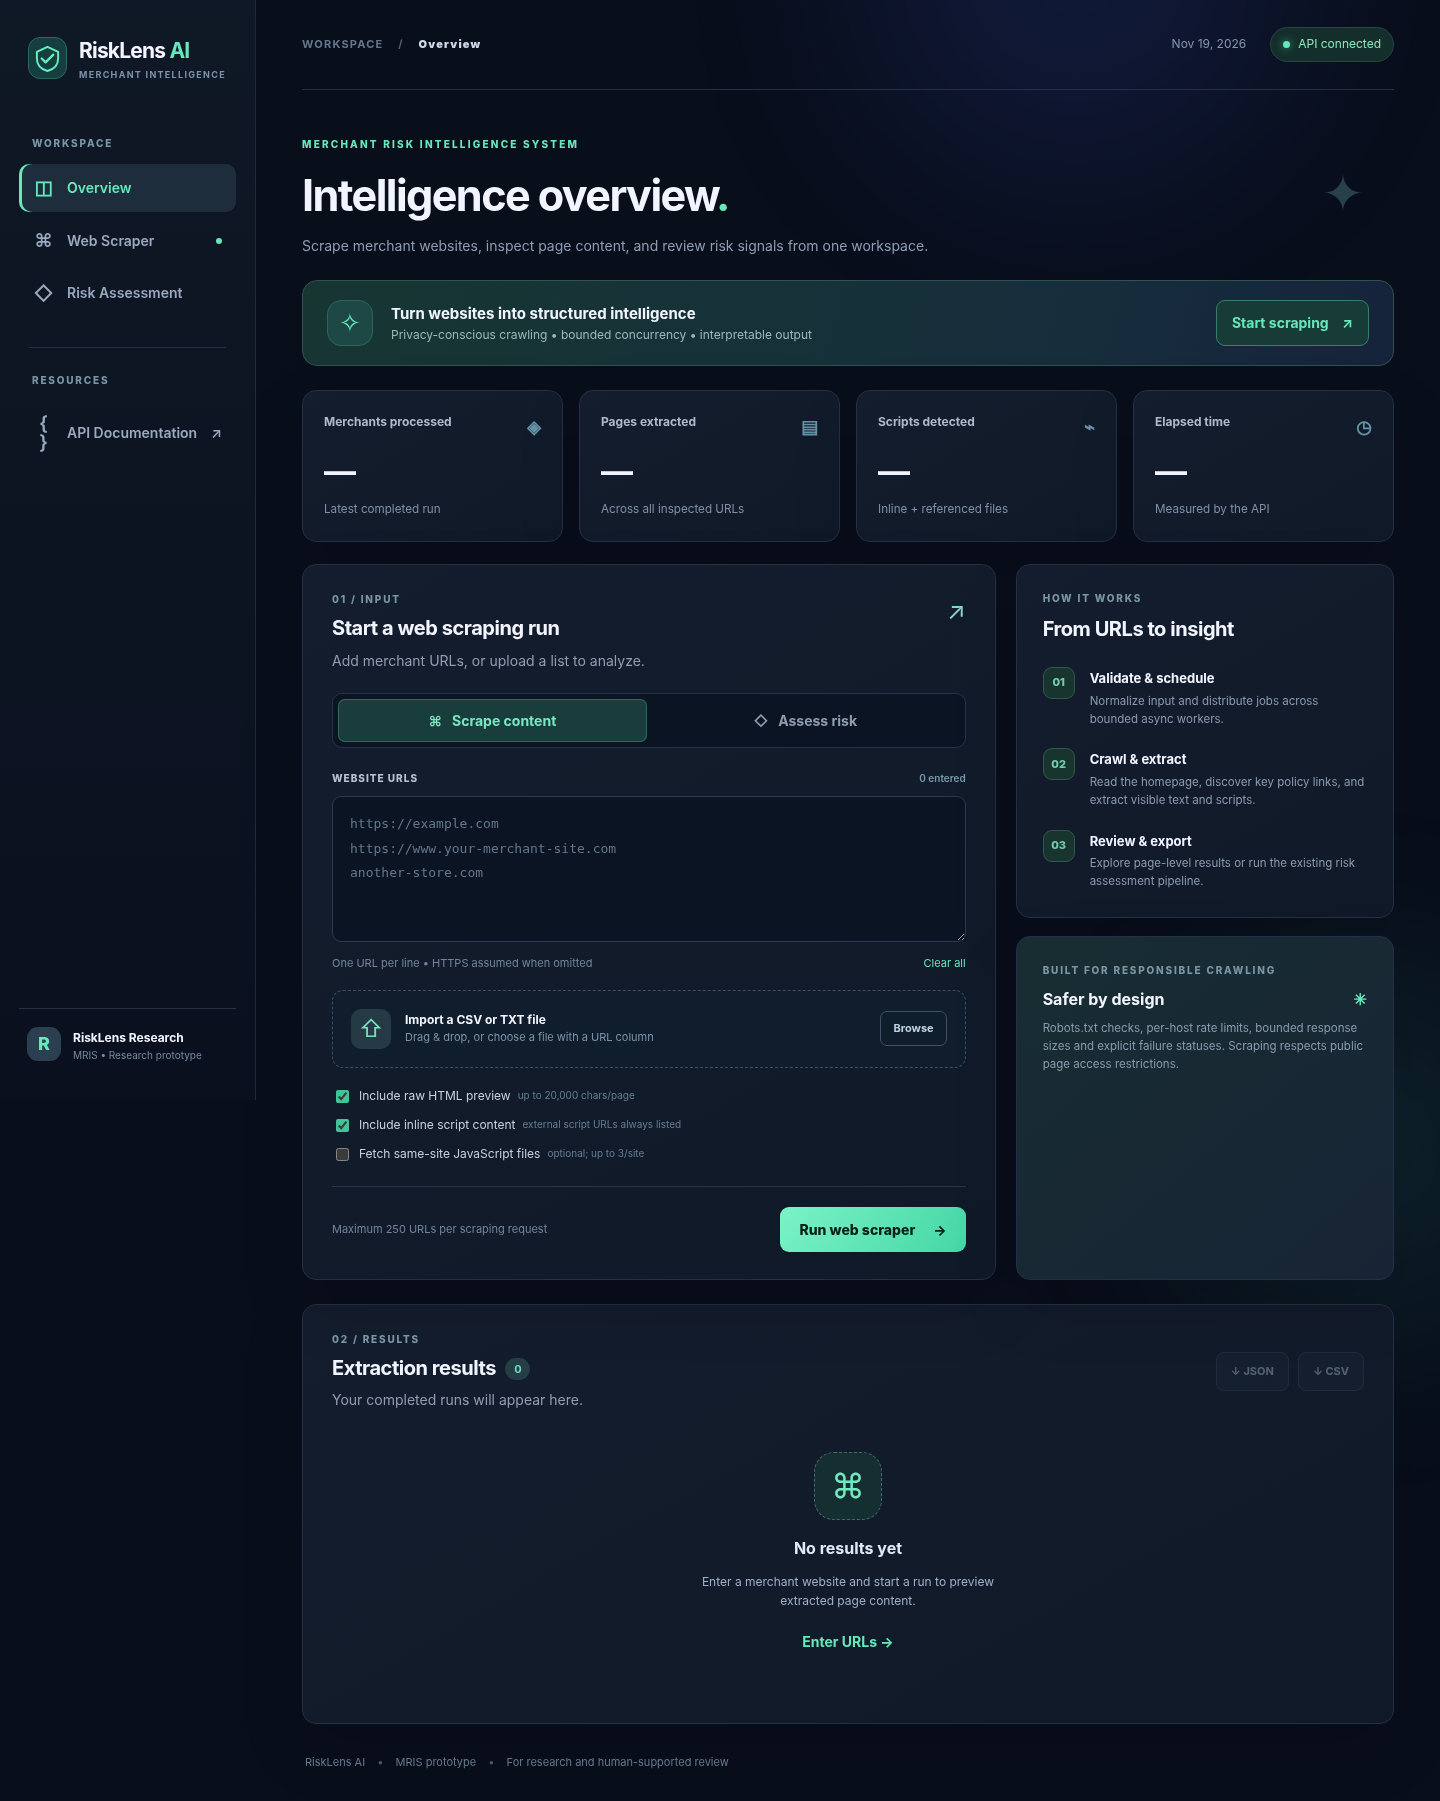 RiskLens AI
MERCHANT INTELLIGENCE
WORKSPACE
Overview
Web Scraper
Risk Assessment
RESOURCES
{ }
API Documentation ↗
R
RiskLens Research
MRIS • Research prototype
WORKSPACE / Overview
Nov 19, 2026
API connected
MERCHANT RISK INTELLIGENCE SYSTEM
Intelligence overview.
Scrape merchant websites, inspect page content, and review risk signals from one workspace.
Turn websites into structured intelligence
Privacy-conscious crawling • bounded concurrency • interpretable output
Start scraping ↗
Merchants processed
—
Latest completed run
Pages extracted
—
Across all inspected URLs
Scripts detected
—
Inline + referenced files
Elapsed time
—
Measured by the API
01 / INPUT
Start a web scraping run
Add merchant URLs, or upload a list to analyze.
⌘ Scrape content
◇ Assess risk
WEBSITE URLS
0 entered
https://example.com
https://www.your-merchant-site.com
another-store.com
One URL per line • HTTPS assumed when omitted
Clear all
Import a CSV or TXT file
Drag & drop, or choose a file with a URL column
Browse
Include raw HTML preview up to 20,000 chars/page
Include inline script content external script URLs always listed
Fetch same-site JavaScript files optional; up to 3/site
Maximum 250 URLs per scraping request
Run web scraper →
HOW IT WORKS
From URLs to insight
01
Validate & schedule
Normalize input and distribute jobs across
bounded async workers.
02
Crawl & extract
Read the homepage, discover key policy links, and
extract visible text and scripts.
03
Review & export
Explore page-level results or run the existing risk
assessment pipeline.
BUILT FOR RESPONSIBLE CRAWLING
Safer by design
Robots.txt checks, per-host rate limits, bounded response
sizes and explicit failure statuses. Scraping respects public
page access restrictions.
02 / RESULTS
Extraction results 0
Your completed runs will appear here.
↓ JSON
↓ CSV
No results yet
Enter a merchant website and start a run to preview
extracted page content.
Enter URLs →
RiskLens AI • MRIS prototype • For research and human-supported review